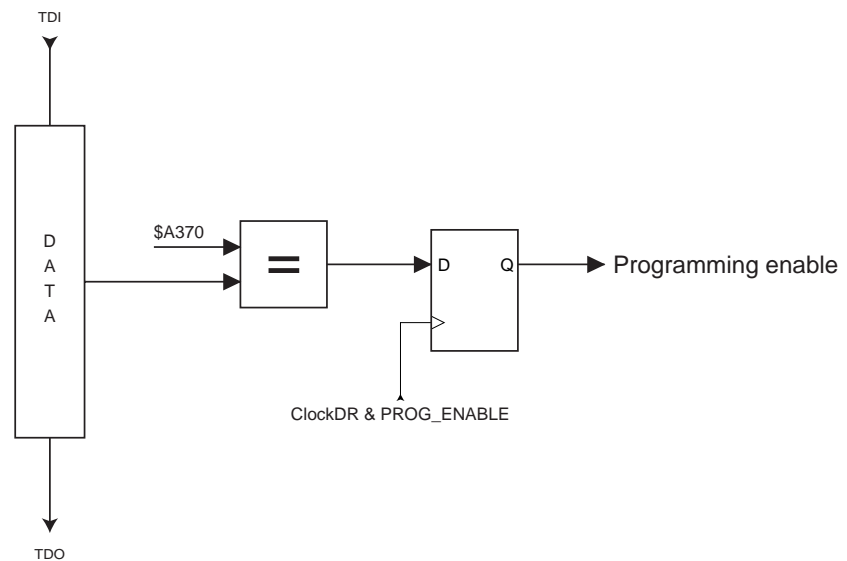 TDI
D
A
T
A
$A370
=
D
Q
Programming enable
ClockDR & PROG_ENABLE
TDO